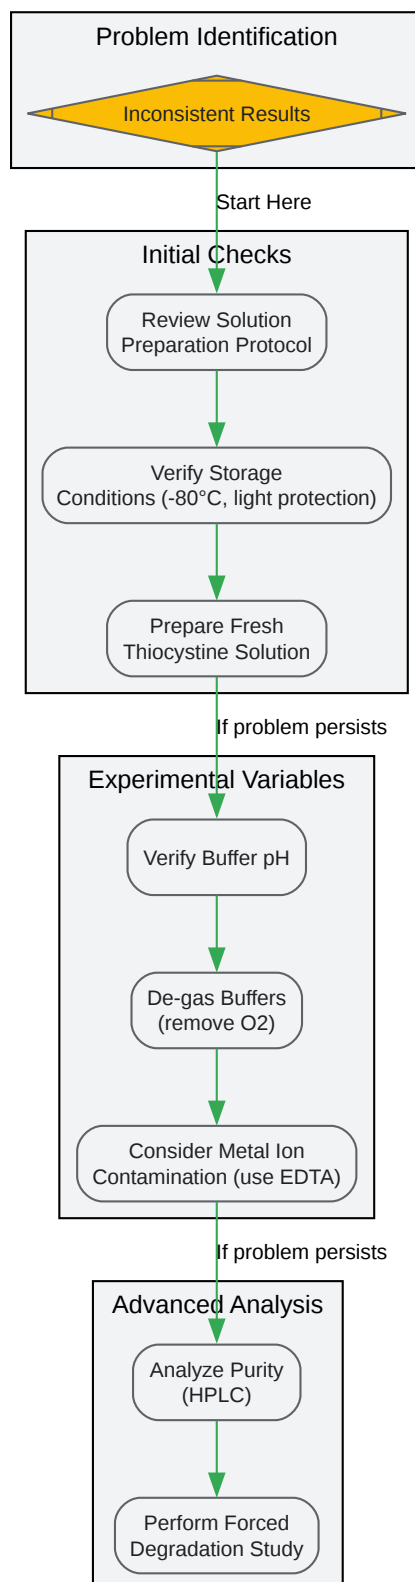 Problem Identification
Inconsistent Results
Start Here
Initial Checks
Review Solution
Preparation Protocol
Verify Storage
Conditions (-80°C, light protection)
Prepare Fresh
Thiocystine Solution
If problem persists
Experimental Variables
Verify Buffer pH
De-gas Buffers
(remove O2)
Consider Metal Ion
Contamination (use EDTA)
If problem persists
Advanced Analysis
Analyze Purity
(HPLC)
Perform Forced
Degradation Study